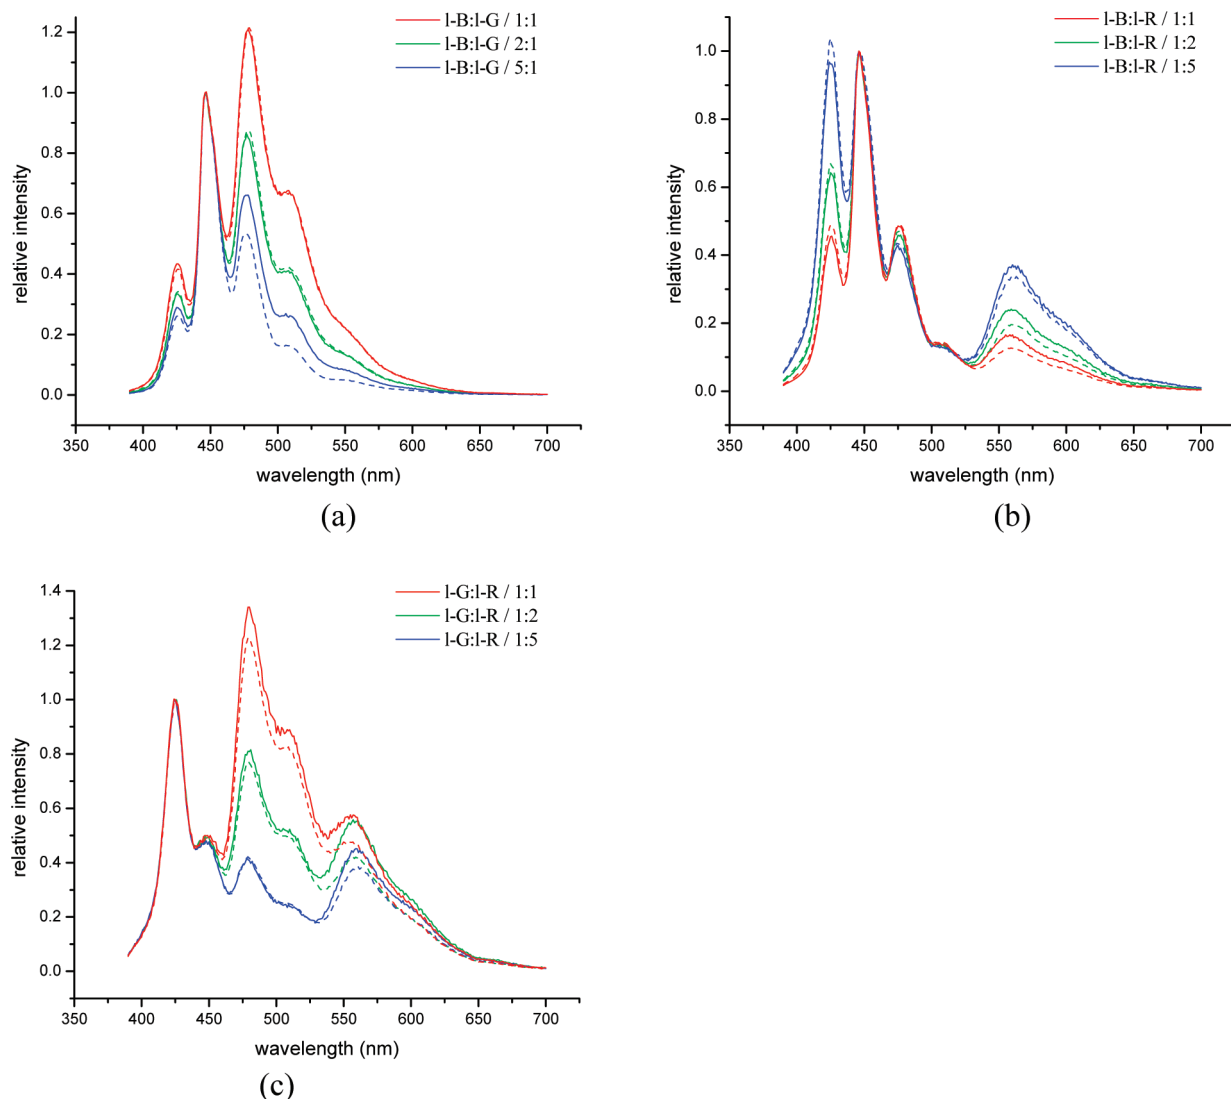 l-B:l-G / 1:1
l-B:l-G / 2:1
l-B:l-G / 5:1
1.2
1.0
0.8
0.6
0.4
0.2
0.0
relative intensity
350 400 450 500 550 600 650 700
wavelength (nm)
(a)
l-B:l-R / 1:1
l-B:l-R / 1:2
l-B:l-R / 1:5
1.0
0.8
0.6
0.4
0.2
0.0
relative intensity
350 400 450 500 550 600 650 700
wavelength (nm)
(b)
l-G:l-R / 1:1
l-G:l-R / 1:2
l-G:l-R / 1:5
1.4
1.2
1.0
0.8
0.6
0.4
0.2
0.0
relative intensity
350 400 450 500 550 600 650 700
wavelength (nm)
(c)